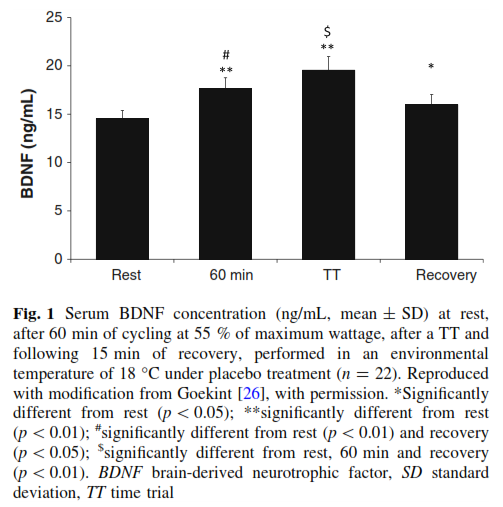 25
$
**
#
**
*
20
15
10
5
0
BDNF (ng/mL)
Rest
60 min
TT
Recovery
Fig. 1 Serum BDNF concentration (ng/mL, mean ± SD) at rest,
after 60 min of cycling at 55 % of maximum wattage, after a TT and
following 15 min of recovery, performed in an environmental
temperature of 18 °C under placebo treatment (n = 22). Reproduced
with modification from Goekint [26], with permission. *Significantly
different from rest (p < 0.05); **significantly different from rest
(p < 0.01); #significantly different from rest (p < 0.01) and recovery
(p < 0.05); $significantly different from rest, 60 min and recovery
(p < 0.01). BDNF brain-derived neurotrophic factor, SD standard
deviation, TT time trial